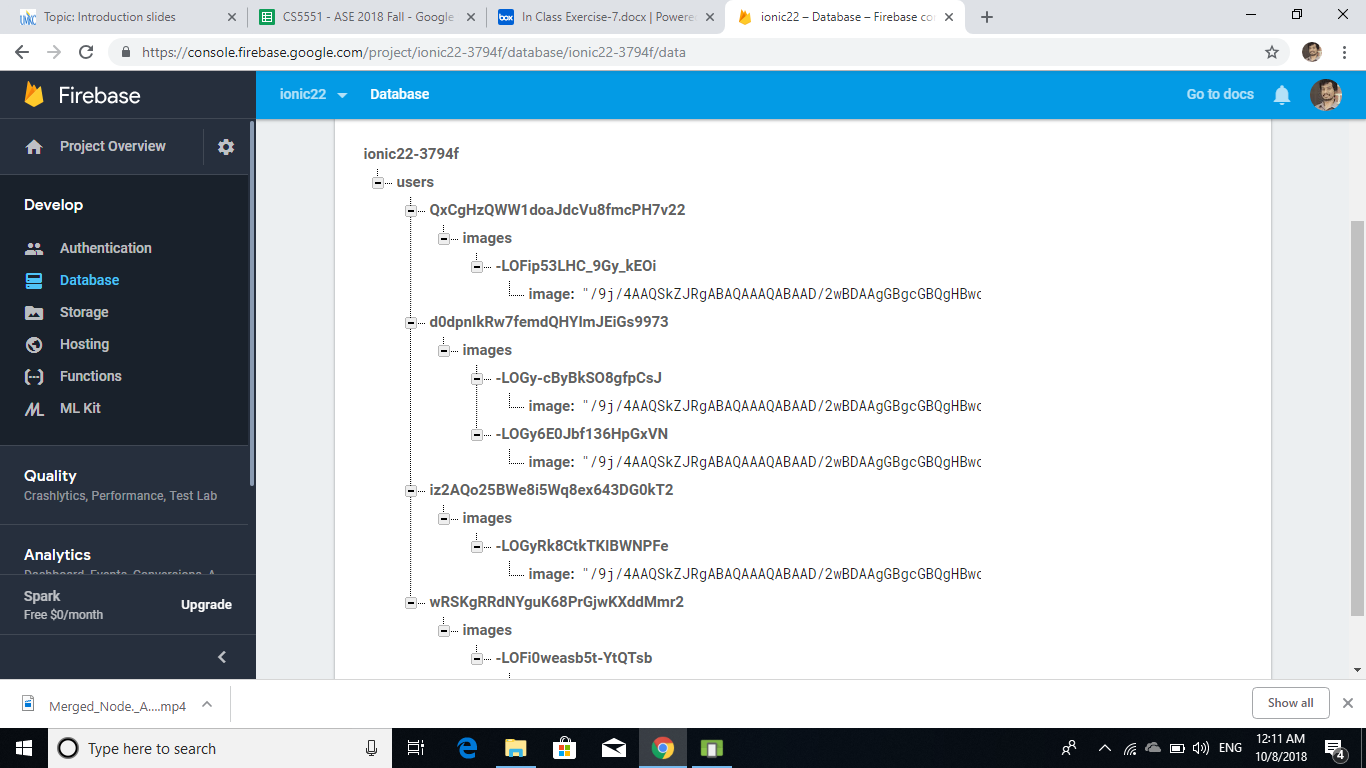 Topic: Introduction slides
CS5551 - ASE 2018 Fall - Google
In Class Exercise-7.docx | Powere
ionic22 – Database – Firebase co
https://console.firebase.google.com/project/ionic22-3794f/database/ionic22-3794f/data
Firebase
ionic22
Database
Go to docs
Project Overview
Develop
Authentication
Database
Storage
Hosting
Functions
ML Kit
Quality
Crashlytics, Performance, Test Lab
Analytics
Dashboard, Events, Conversions, A
Spark
Free $0/month
Upgrade
ionic22-3794f
users
QxCgHzQWW1doaJdcVu8fmcPH7v22
images
-LOFip53LHC_9Gy_kEOi
image: "/9j/4AAQSkZJRgABAQAAAQABAAD/2wBDAAgGBgcGBQgHBwc
d0dpnIkRw7femdQHYImJEiGs9973
images
-LOGy-cByBkSO8gfpCsJ
image: "/9j/4AAQSkZJRgABAQAAAQABAAD/2wBDAAgGBgcGBQgHBwc
-LOGy6E0Jbf136HpGxVN
image: "/9j/4AAQSkZJRgABAQAAAQABAAD/2wBDAAgGBgcGBQgHBwc
iz2AQo25BWe8i5Wq8ex643DG0kT2
images
-LOGyRk8CtkTKIBWNPFe
image: "/9j/4AAQSkZJRgABAQAAAQABAAD/2wBDAAgGBgcGBQgHBwc
wRSKgRRdNYguK68PrGjwKXddMmr2
images
-LOFi0weasb5t-YtQTsb
Merged_Node._A....mp4
Show all
Type here to search
ENG
12:11 AM
10/8/2018
4